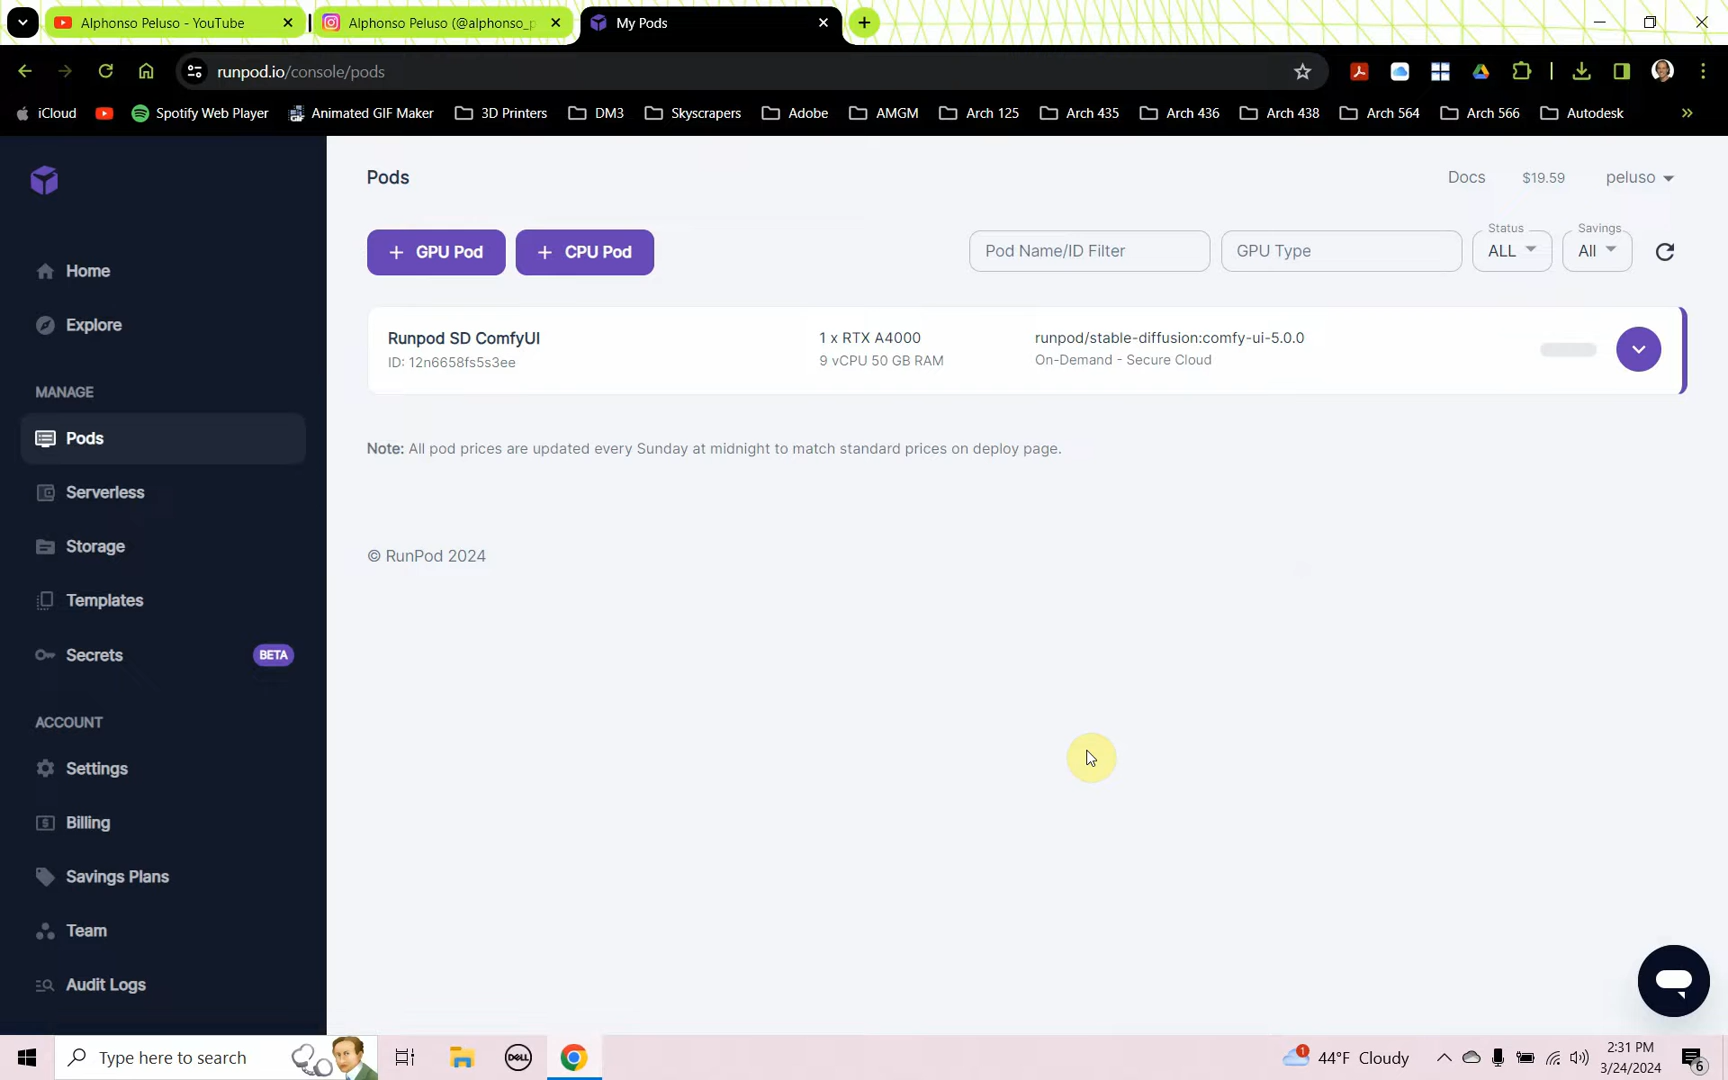 Alphonso Peluso - YouTube
Alphonso Peluso (@alphonso_p
My Pods
runpod.io/console/pods
iCloud
Spotify Web Player
Animated GIF Maker
3D Printers
DM3
Skyscrapers
Adobe
AMGM
Arch 125
Arch 435
Arch 436
Arch 438
Arch 564
Arch 566
Autodesk
Pods
Docs
$19.59
peluso
+ GPU Pod
+ CPU Pod
Pod Name/ID Filter
GPU Type
Status
ALL
Savings
All
Runpod SD ComfyUI
ID: 12n6658fs5s3ee
1 x RTX A4000
9 vCPU 50 GB RAM
runpod/stable-diffusion:comfy-ui-5.0.0
On-Demand - Secure Cloud
Note: All pod prices are updated every Sunday at midnight to match standard prices on deploy page.
© RunPod 2024
Home
Explore
MANAGE
Pods
Serverless
Storage
Templates
Secrets
BETA
ACCOUNT
Settings
Billing
Savings Plans
Team
Audit Logs
Type here to search
DELL
1
44°F Cloudy
2:31 PM
3/24/2024
6